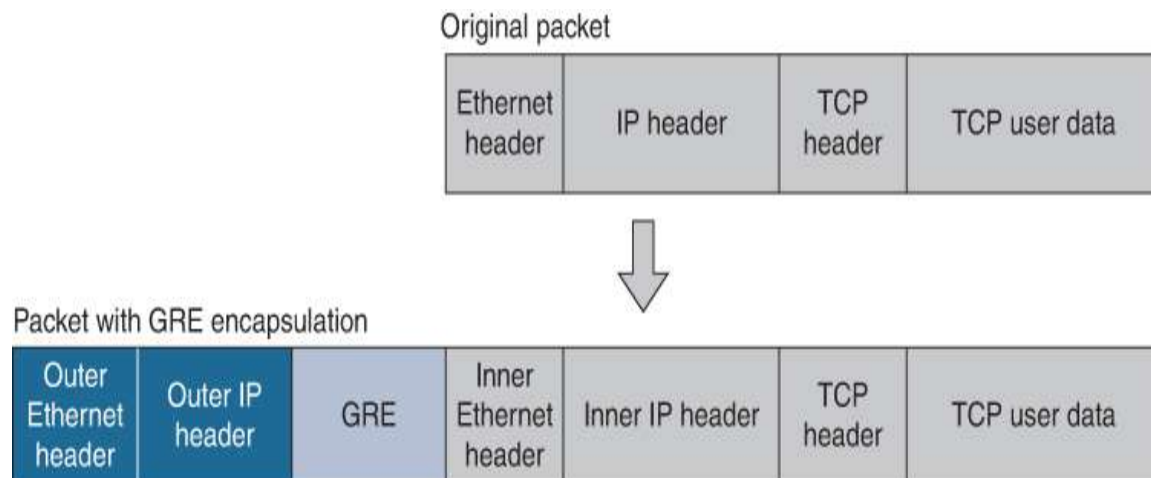 Original packet
Ethernet
header
IP header
TCP
header
TCP user data
Packet with GRE encapsulation
Outer
Ethernet
header
Outer IP
header
GRE
Inner
Ethernet
header
Inner IP header
TCP
header
TCP user data